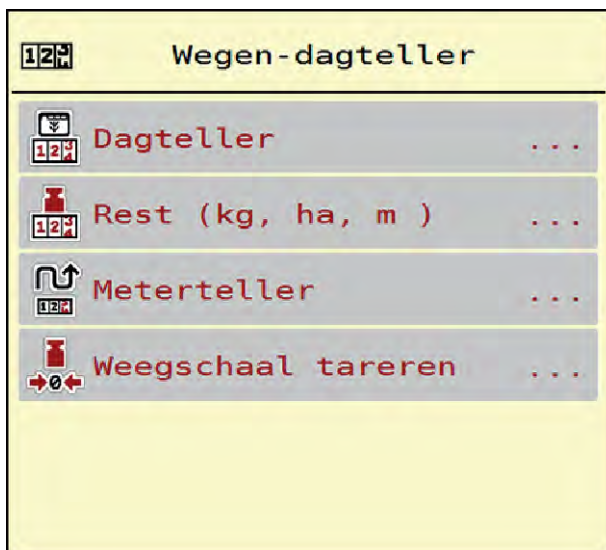 Wegen-dagteller
Dagteller ...
Rest (kg, ha, m ) ...
Meterteller ...
Weegschaal tareren ...